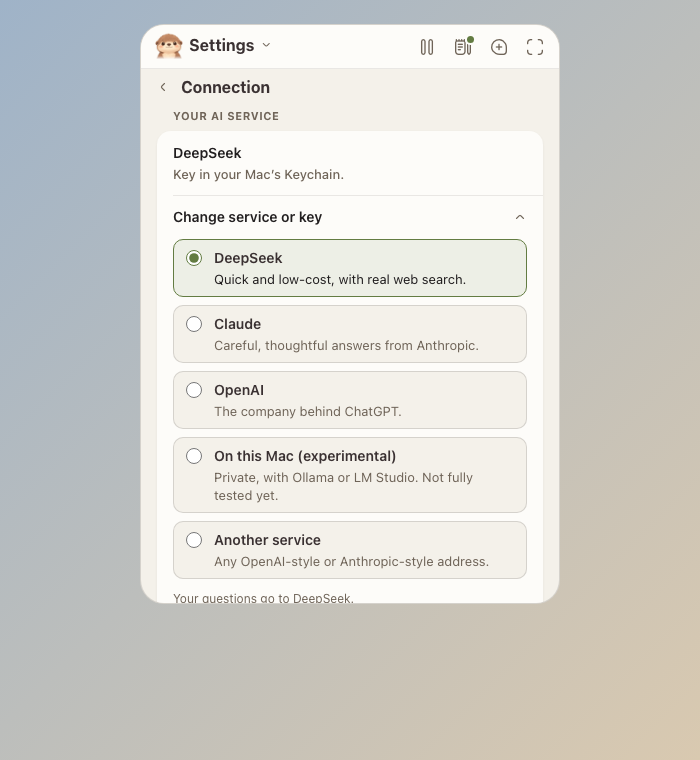 Settings
Connection
YOUR AI SERVICE
DeepSeek
Key in your Mac's Keychain.
Change service or key
DeepSeek
Quick and low-cost, with real web search.
Claude
Careful, thoughtful answers from Anthropic.
OpenAI
The company behind ChatGPT.
On this Mac (experimental)
Private, with Ollama or LM Studio. Not fully
tested yet.
Another service
Any OpenAI-style or Anthropic-style address.
Your questions go to DeepSeek.